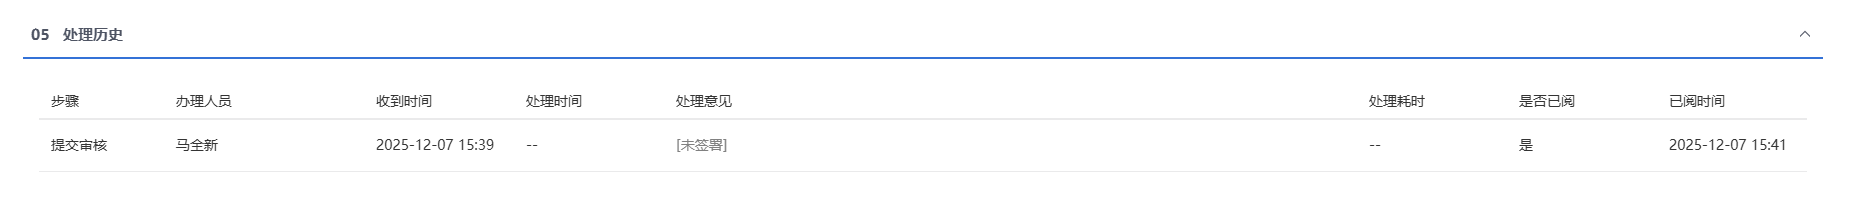 05 处理历史
步骤 办理人员 收到时间 处理时间 处理意见 处理耗时 是否已阅 已阅时间
提交审核 马全新 2025-12-07 15:39 -- [未签署] -- 是 2025-12-07 15:41